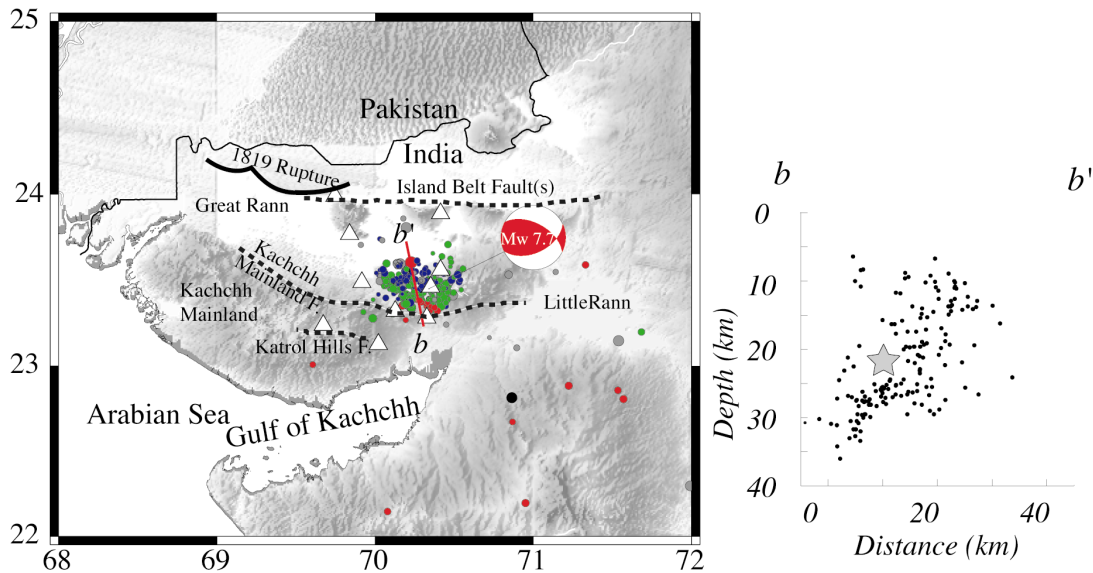 25
24
23
22
68
69
70
71
72
Pakistan
India
1819 Rupture
Island Belt Fault(s)
Great Rann
Mw 7.7
b'
Kachchh
Mainland F.
Kachchh
Mainland
LittleRann
b
Katrol Hills F.
Arabian Sea
Gulf of Kachchh
b
b'
0
10
20
30
40
Depth (km)
0
20
40
Distance (km)